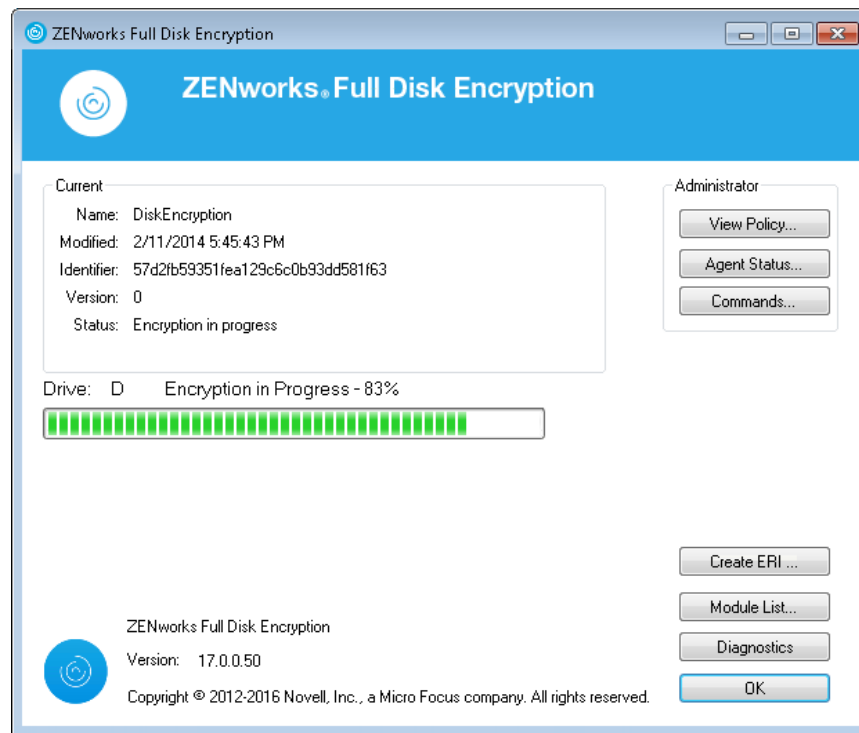 ZENworks Full Disk Encryption
ZENworks® Full Disk Encryption
Current
Name: DiskEncryption
Modified: 2/11/2014 5:45:43 PM
Identifier: 57d2fb59351fea129c6c0b93dd581f63
Version: 0
Status: Encryption in progress
Administrator
View Policy...
Agent Status...
Commands...
Drive: D Encryption in Progress - 83%
Create ERI ...
Module List...
Diagnostics
OK
ZENworks Full Disk Encryption
Version: 17.0.0.50
Copyright © 2012-2016 Novell, Inc., a Micro Focus company. All rights reserved.